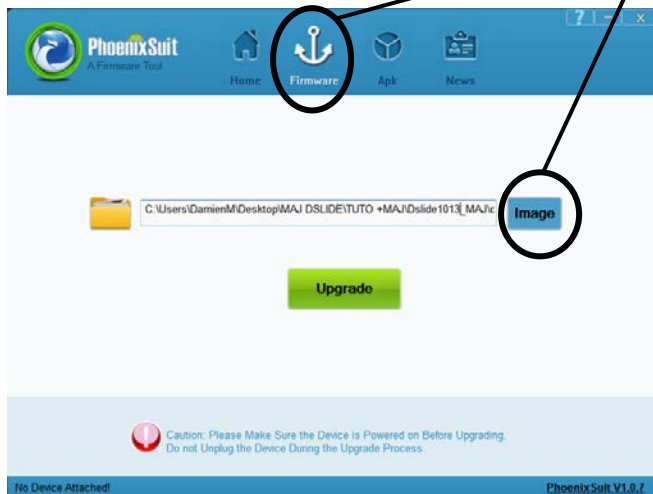 ? - x
PhoenixSuit
A Firmware Tool
Home Firmware Apk News
C:\Users\DamienM\Desktop\MAJ DSLIDE\TUTO +MAJ\Dslide1013_MAJ\c
Image
Upgrade
Caution: Please Make Sure the Device is Powered on Before Upgrading.
Do not Unplug the Device During the Upgrade Process.
No Device Attached!
PhoenixSuit V1.0.7